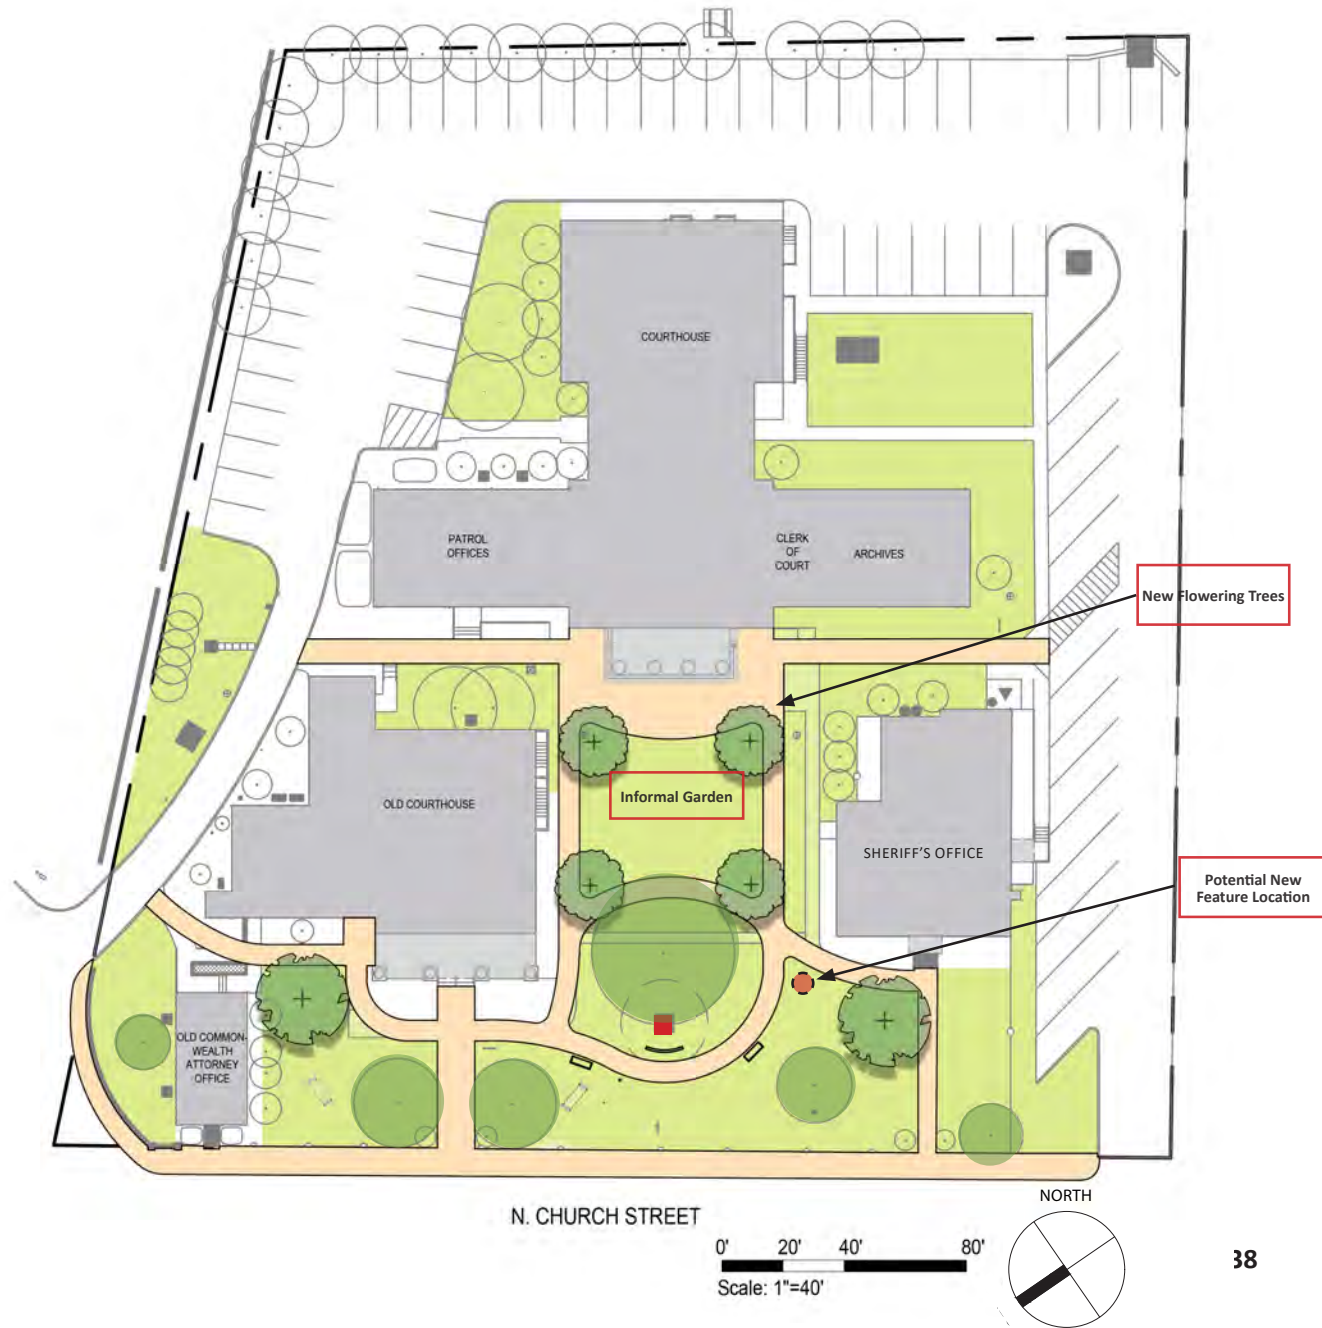 COURTHOUSE
PATROL
OFFICES
CLERK
OF
COURT
ARCHIVES
New Flowering Trees
Informal Garden
OLD COURTHOUSE
SHERIFF'S OFFICE
Potential New
Feature Location
OLD COMMON-
WEALTH
ATTORNEY
OFFICE
N. CHURCH STREET
NORTH
0' 20' 40' 80'
Scale: 1"=40'
38